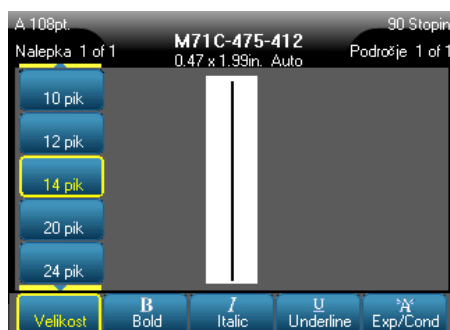 A 108pt.
90 Stopin
Nalepka 1 of 1
M71C-475-412
Področje 1 of 1
0.47 x 1.99in. Auto
10 pik
12 pik
14 pik
20 pik
24 pik
Velikost
B
Bold
I
Italic
U
Underline
"A"
Exp/Cond